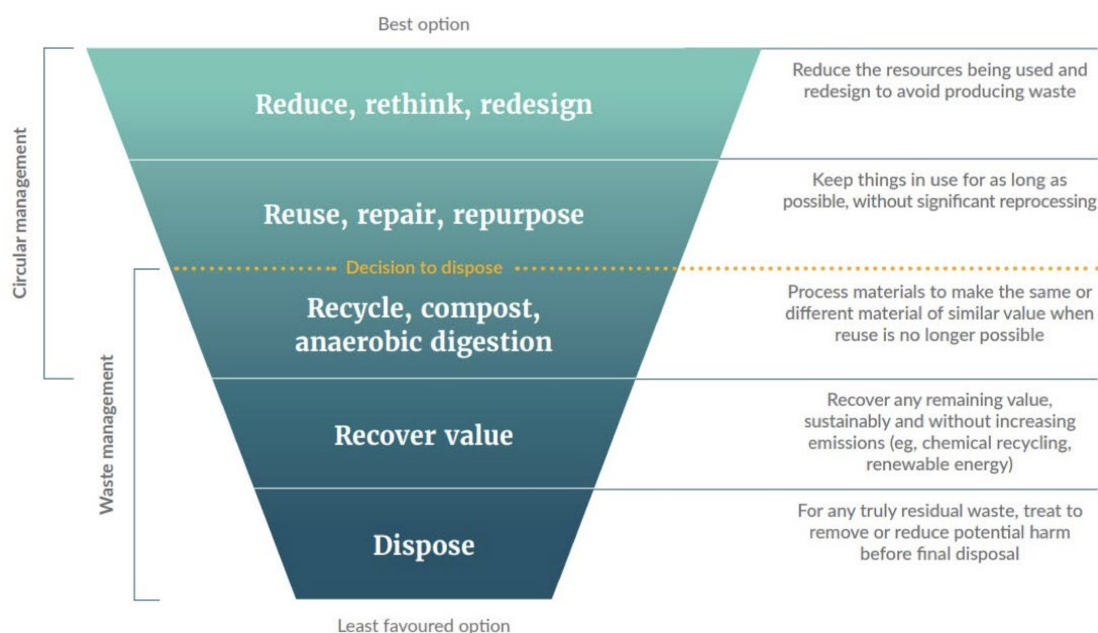 Best option
Reduce, rethink, redesign
Reduce the resources being used and
redesign to avoid producing waste
Circular management
Reuse, repair, repurpose
Keep things in use for as long as
possible, without significant reprocessing
Decision to dispose
Recycle, compost,
anaerobic digestion
Process materials to make the same or
different material of similar value when
reuse is no longer possible
Waste management
Recover value
Recover any remaining value,
sustainably and without increasing
emissions (eg, chemical recycling,
renewable energy)
Dispose
For any truly residual waste, treat to
remove or reduce potential harm
before final disposal
Least favoured option